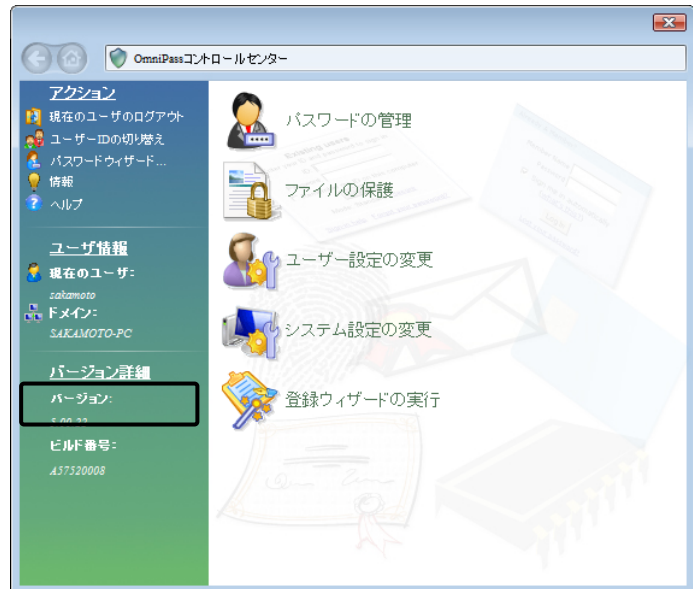 OmniPassコントロールセンター
アクション
現在のユーザのログアウト
ユーザーIDの切り替え
パスワードウィザード...
情報
ヘルプ
ユーザ情報
現在のユーザ:
sakamoto
ドメイン:
SAKAMOTO-PC
バージョン詳細
バージョン:
5.00.22
ビルド番号:
A57520008
パスワードの管理
ファイルの保護
ユーザー設定の変更
システム設定の変更
登録ウィザードの実行
Existing users